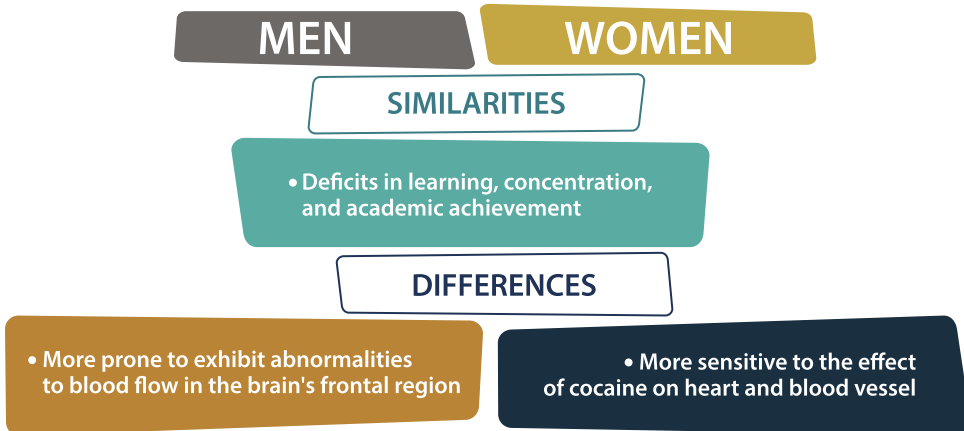 MEN
WOMEN
SIMILARITIES
• Deficits in learning, concentration,
and academic achievement
DIFFERENCES
• More prone to exhibit abnormalities
to blood flow in the brain's frontal region
• More sensitive to the effect
of cocaine on heart and blood vessel